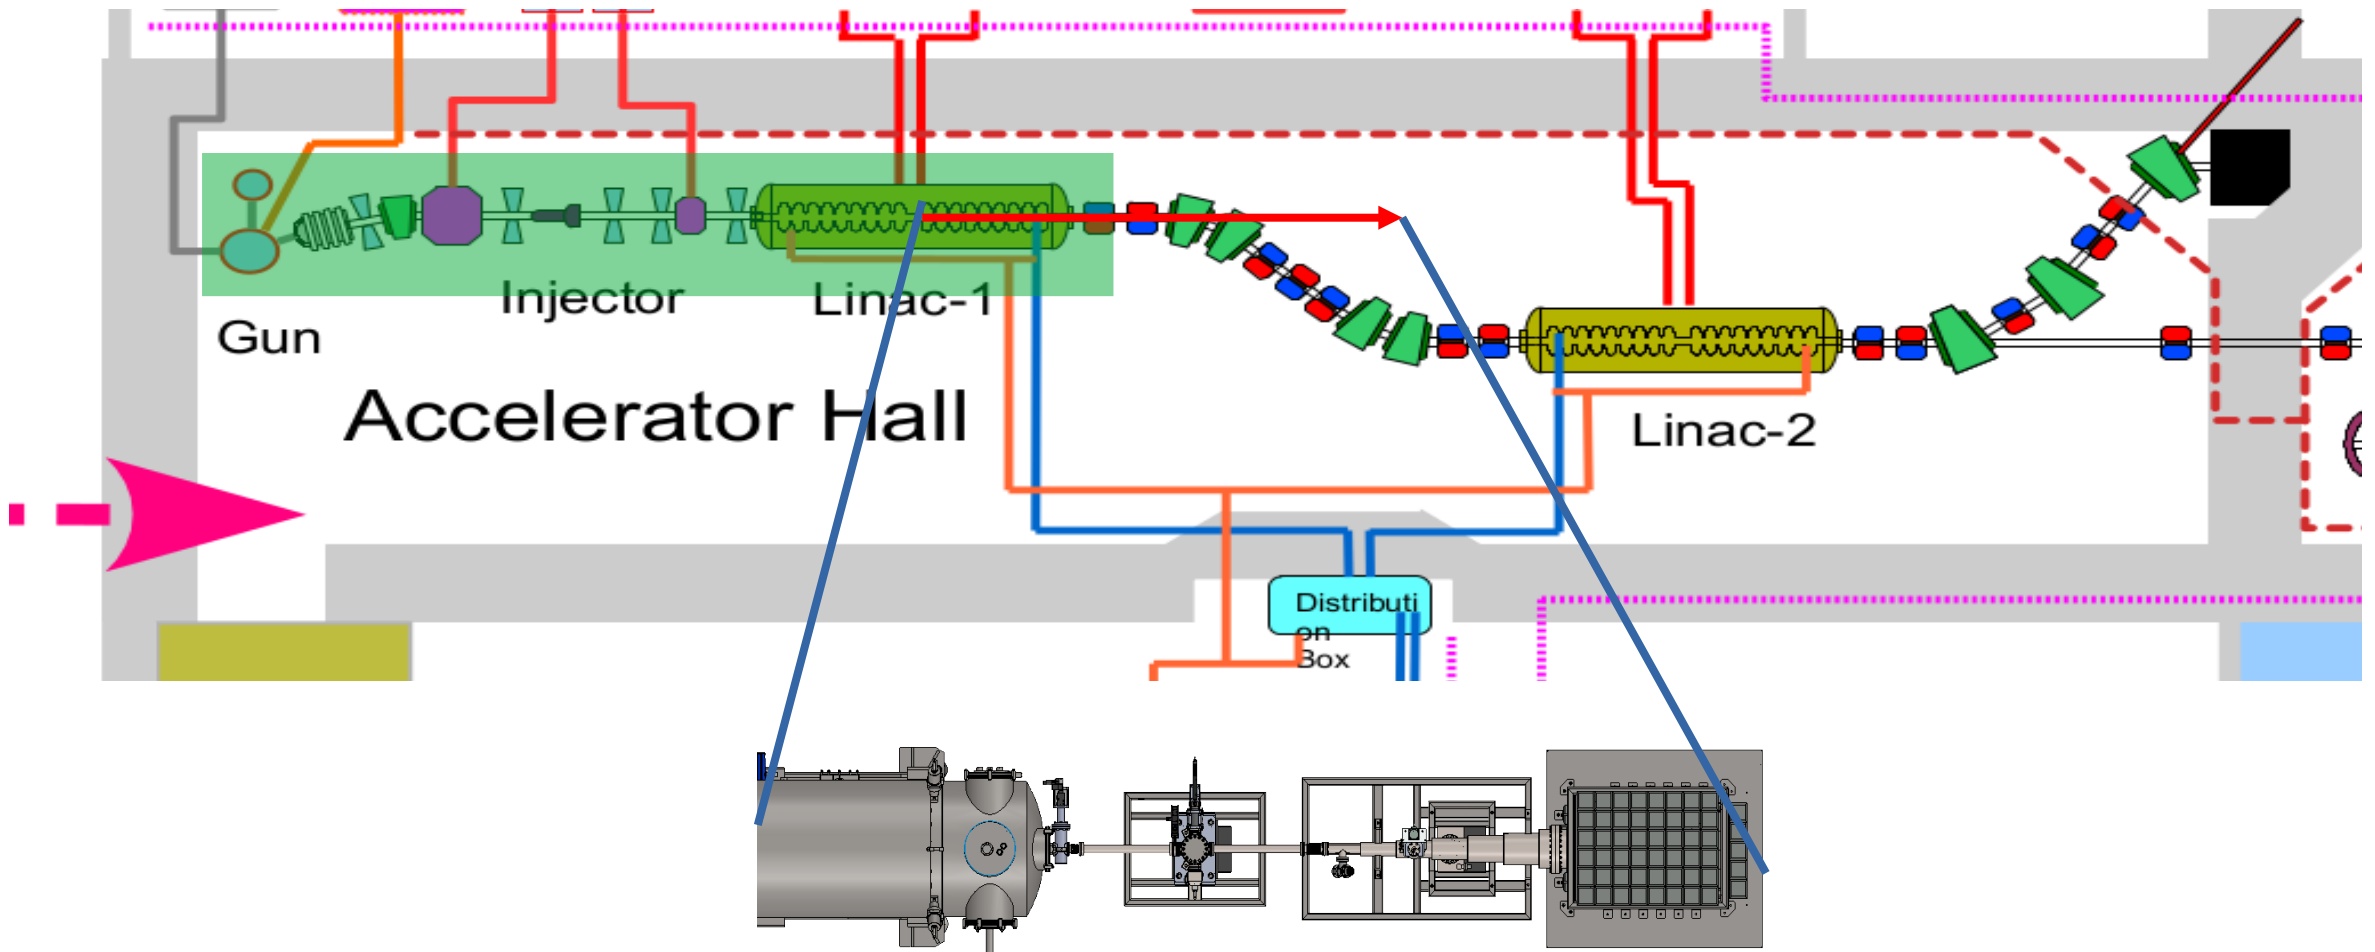 Injector
Linac-1
Gun
Accelerator Hall
Linac-2
Distributi
on
Box